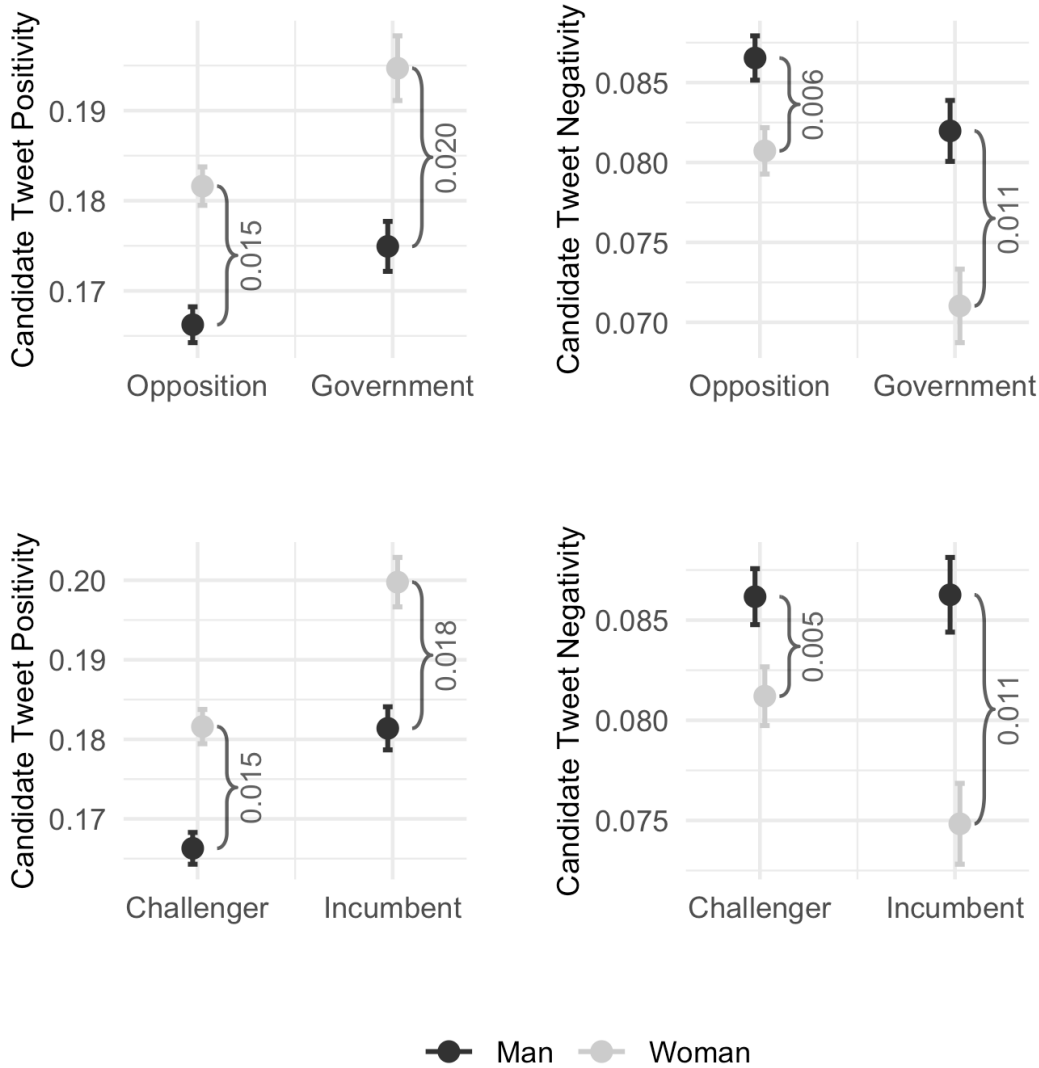 Candidate Tweet Positivity
0.19
0.18
0.17
0.015
0.020
Opposition Government
Candidate Tweet Negativity
0.085
0.080
0.075
0.070
0.006
0.011
Opposition Government
Candidate Tweet Positivity
0.20
0.19
0.18
0.17
0.015
0.018
Challenger Incumbent
Candidate Tweet Negativity
0.085
0.080
0.075
0.005
0.011
Challenger Incumbent
Man Woman